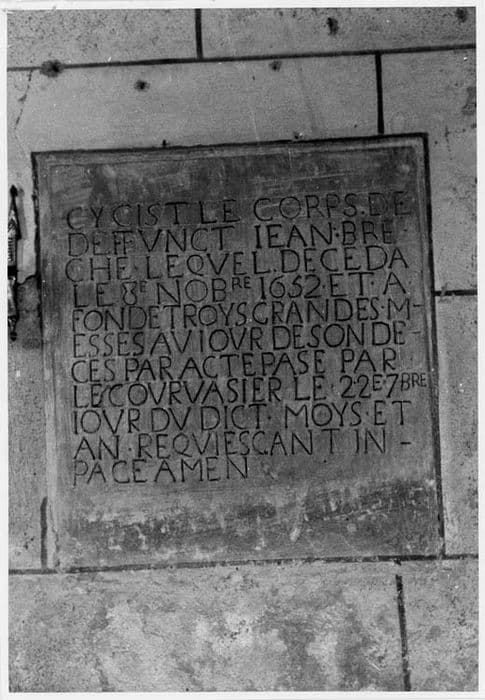 CY GIST LE CORPS·DE
DEFFVNCT IEAN·BRE
CHE·LEQVEL·DECEDA
LE 8E NOBRE 1652·ET·A
FONDE TROYS GRANDES·M-
ESSES AV IOVR DE SON DE-
CES PAR ACTE PASE PAR
LE COVRVASIER LE·22E·7BRE
IOVR DV DICT·MOYS·ET
AN·REQVIESCANT IN-
PACE AMEN